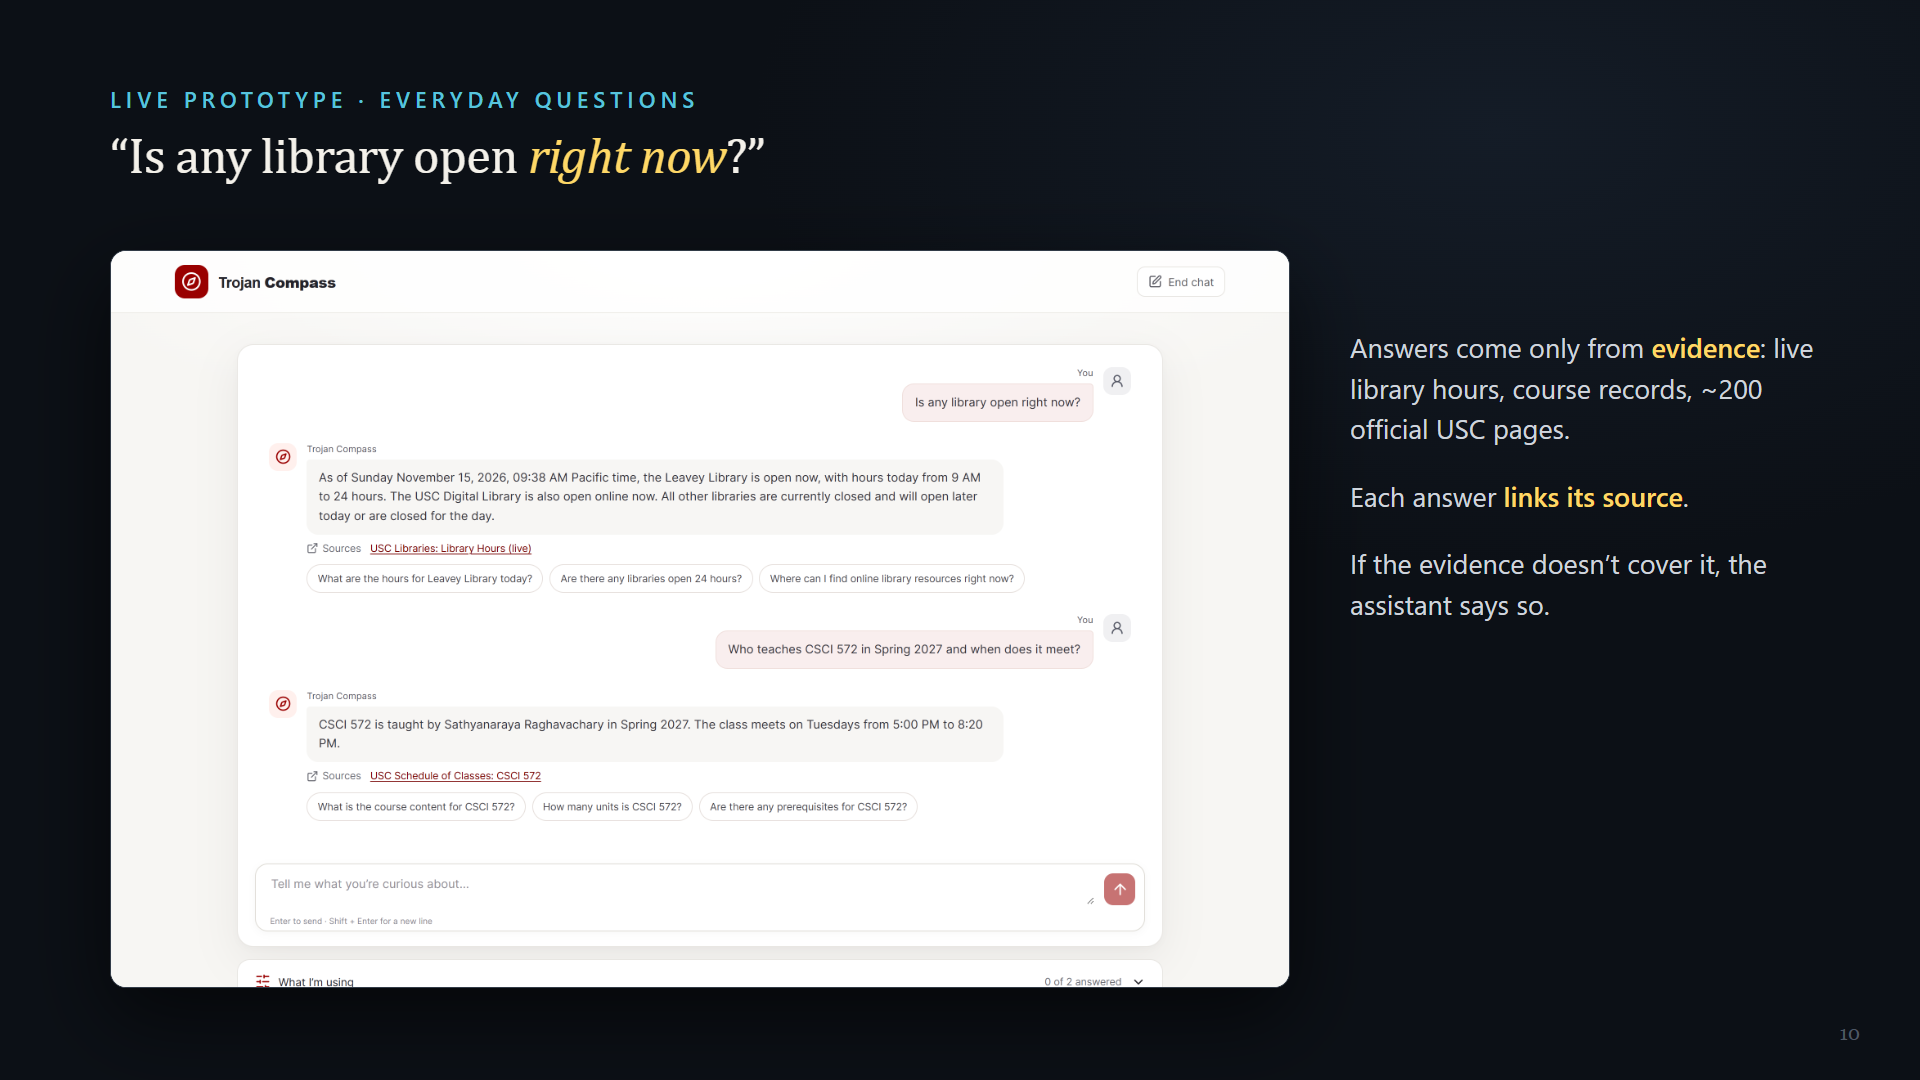 LIVE PROTOTYPE · EVERYDAY QUESTIONS
“Is any library open right now?”
Trojan Compass
End chat
You
Is any library open right now?
Trojan Compass
As of Sunday November 15, 2026, 09:38 AM Pacific time, the Leavey Library is open now, with hours today from 9 AM
to 24 hours. The USC Digital Library is also open online now. All other libraries are currently closed and will open later
today or are closed for the day.
Sources USC Libraries: Library Hours (live)
What are the hours for Leavey Library today?
Are there any libraries open 24 hours?
Where can I find online library resources right now?
You
Who teaches CSCI 572 in Spring 2027 and when does it meet?
Trojan Compass
CSCI 572 is taught by Sathyanaraya Raghavachary in Spring 2027. The class meets on Tuesdays from 5:00 PM to 8:20
PM.
Sources USC Schedule of Classes: CSCI 572
What is the course content for CSCI 572?
How many units is CSCI 572?
Are there any prerequisites for CSCI 572?
Tell me what you're curious about...
Enter to send · Shift + Enter for a new line
What I'm using
0 of 2 answered
Answers come only from evidence: live
library hours, course records, ~200
official USC pages.
Each answer links its source.
If the evidence doesn’t cover it, the
assistant says so.
10